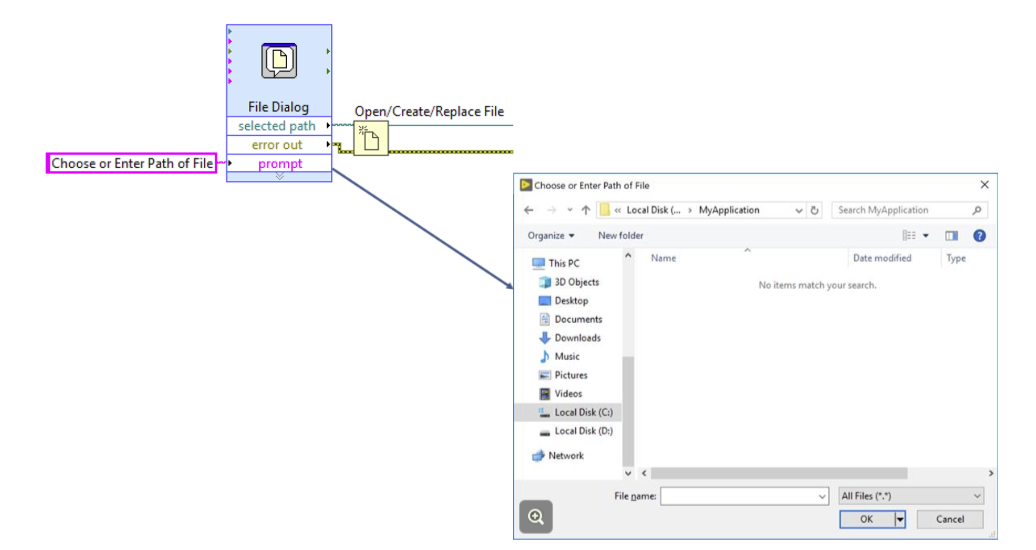 File Dialog
selected path
error out
prompt
Open/Create/Replace File
Choose or Enter Path of File
Choose or Enter Path of File
« Local Disk (... › MyApplication
Search MyApplication
Organize
New folder
Name
Date modified
Type
No items match your search.
This PC
3D Objects
Desktop
Documents
Downloads
Music
Pictures
Videos
Local Disk (C:)
Local Disk (D:)
Network
File name:
All Files (*.*)
OK
Cancel